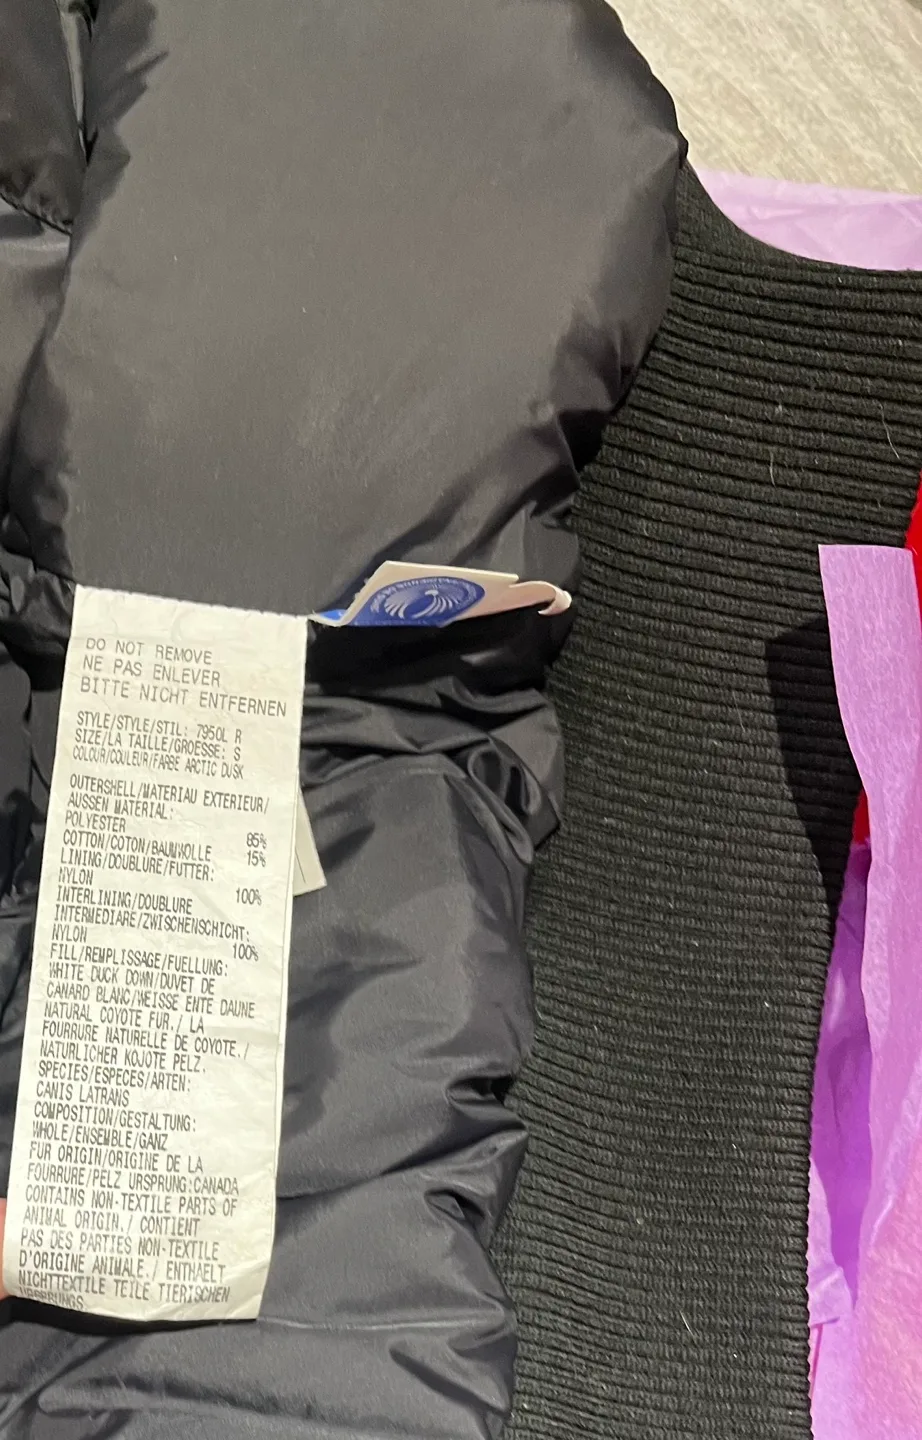 DO NOT REMOVE
NE PAS ENLEVER
BITTE NICHT ENTFERNEN
STYLE/STYLE/STIL: 7950L R
SIZE/LA TAILLE/GROESSE: S
COLOUR/COULEUR/FARBE ARCTIC DUSK
OUTERSHELL/MATERIAU EXTERIEUR/
AUSSEN MATERIAL:
POLYESTER 85%
COTTON/COTON/BAUMWOLLE 15%
LINING/DOUBLURE/FUTTER:
NYLON 100%
INTERLINING/DOUBLURE
INTERMEDIARE/ZWISCHENSCHICHT:
NYLON 100%
FILL/REMPLISSAGE/FUELLUNG:
WHITE DUCK DOWN/DUVET DE
CANARD BLANC/WEISSE ENTE DAUNE
NATURAL COYOTE FUR./ LA
FOURRURE NATURELLE DE COYOTE./
NATURLICHER KOJOTE PELZ.
SPECIES/ESPECES/ARTEN:
CANIS LATRANS
COMPOSITION/GESTALTUNG:
WHOLE/ENSEMBLE/GANZ
FUR ORIGIN/ORIGINE DE LA
FOURRURE/PELZ URSPRUNG:CANADA
CONTAINS NON-TEXTILE PARTS OF
ANIMAL ORIGIN./ CONTIENT
PAS DES PARTIES NON-TEXTILE
D'ORIGINE ANIMALE./ ENTHAELT
NICHTTEXTILE TEILE TIERISCHEN
URSPRUNGS